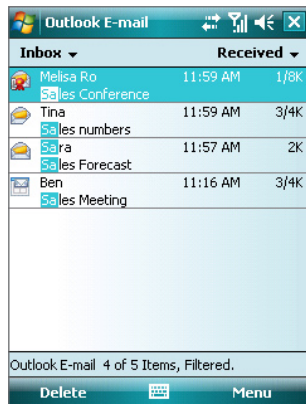 Outlook E-mail
Inbox Received
Melisa Ro 11:59 AM 1/8K
Sales Conference
Tina 11:59 AM 3/4K
Sales numbers
Sara 11:57 AM 2K
Sales Forecast
Ben 11:16 AM 3/4K
Sales Meeting
Outlook E-mail 4 of 5 Items, Filtered.
Delete Menu